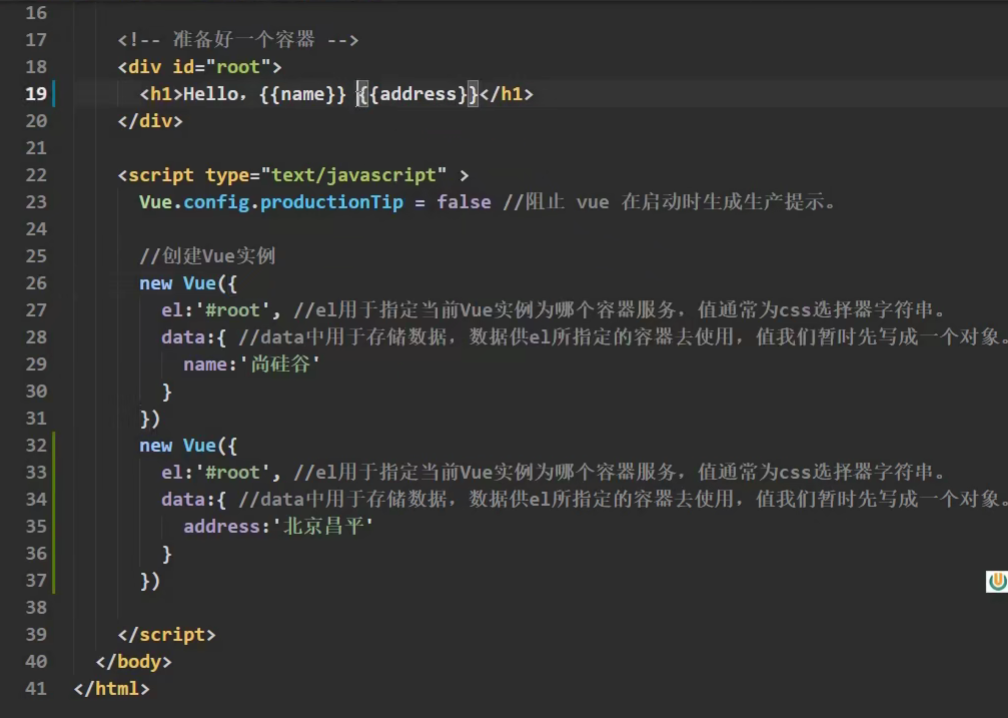 16
17 <!-- 准备好一个容器 -->
18 <div id="root">
19 <h1>Hello，{{name}} {{address}}</h1>
20 </div>
21
22 <script type="text/javascript" >
23 Vue.config.productionTip = false //阻止 vue 在启动时生成生产提示。
24
25 //创建Vue实例
26 new Vue({
27 el:'#root', //el用于指定当前Vue实例为哪个容器服务，值通常为css选择器字符串。
28 data:{ //data中用于存储数据，数据供el所指定的容器去使用，值我们暂时先写成一个对象。
29 name:'尚硅谷'
30 }
31 })
32 new Vue({
33 el:'#root', //el用于指定当前Vue实例为哪个容器服务，值通常为css选择器字符串。
34 data:{ //data中用于存储数据，数据供el所指定的容器去使用，值我们暂时先写成一个对象。
35 address:'北京昌平'
36 }
37 })
38
39 </script>
40 </body>
41 </html>